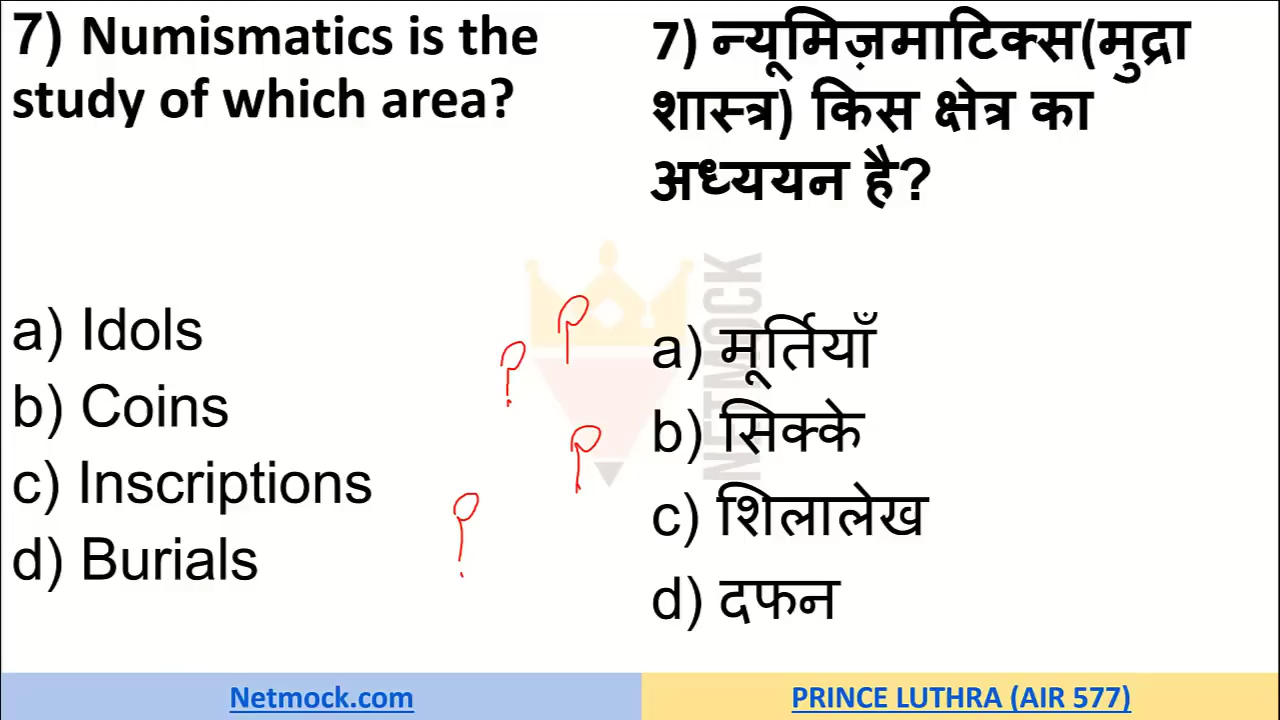 7) Numismatics is the
study of which area?
a) Idols
b) Coins
c) Inscriptions
d) Burials
7) न्यूमिज़माटिक्स(मुद्रा
शास्त्र) किस क्षेत्र का
अध्ययन है?
a) मूर्तियाँ
b) सिक्के
c) शिलालेख
d) दफन
? ?
?
?
NETMOCK
Netmock.com
PRINCE LUTHRA (AIR 577)